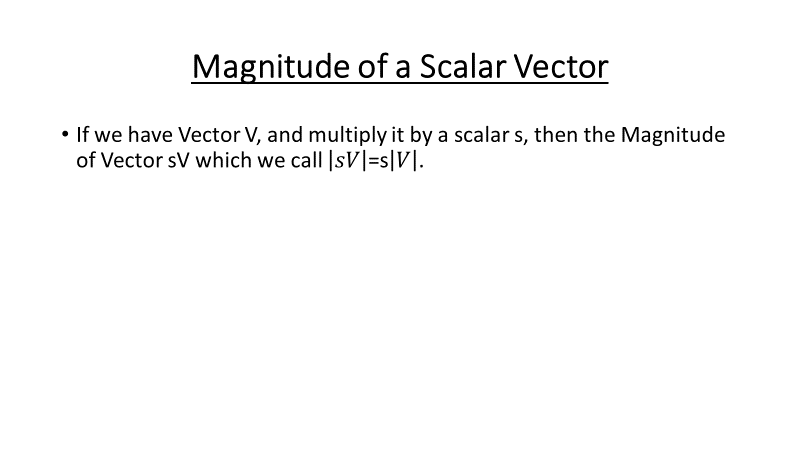 Magnitude of a Scalar Vector
• If we have Vector V, and multiply it by a scalar s, then the Magnitude
of Vector sV which we call |𝑠𝑉|=s|𝑉|.